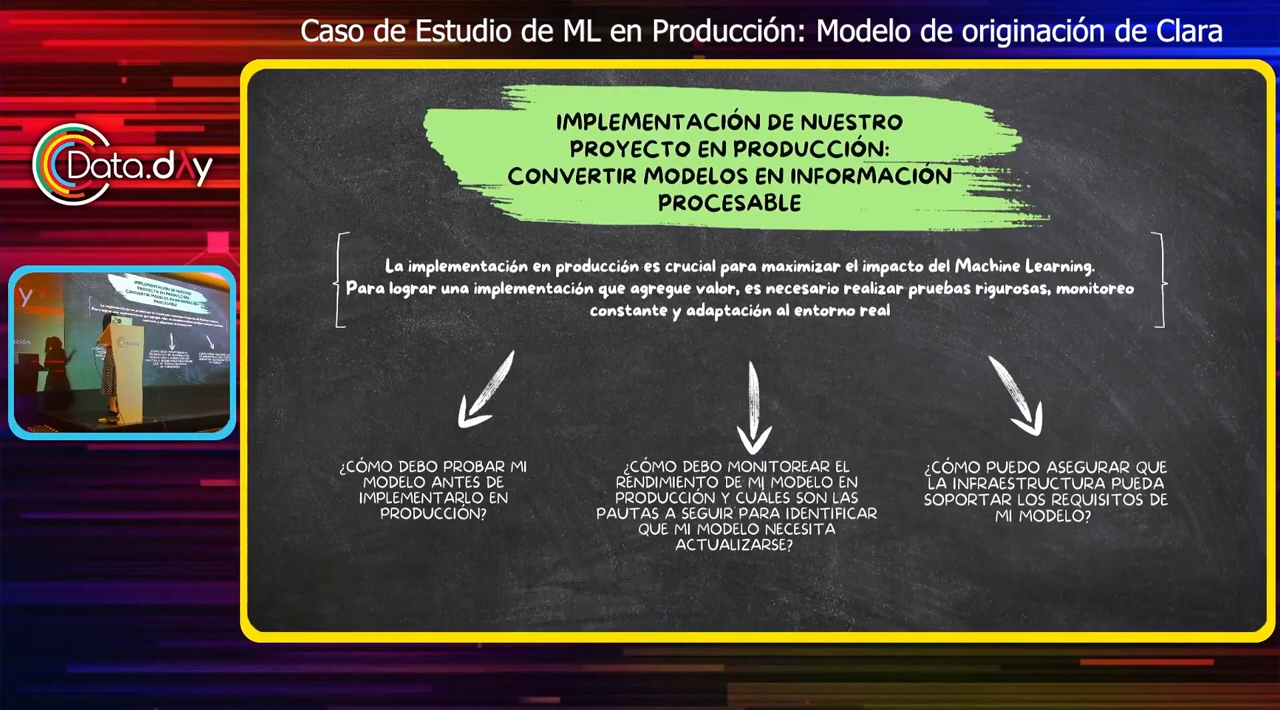 Caso de Estudio de ML en Producción: Modelo de originación de Clara
Data.dλy
IMPLEMENTACIÓN DE NUESTRO
PROYECTO EN PRODUCCIÓN:
CONVERTIR MODELOS EN INFORMACIÓN
PROCESABLE
La implementación en producción es crucial para maximizar el impacto del Machine Learning.
Para lograr una implementación que agregue valor, es necesario realizar pruebas rigurosas, monitoreo
constante y adaptación al entorno real
¿CÓMO DEBO PROBAR MI
MODELO ANTES DE
IMPLEMENTARLO EN
PRODUCCIÓN?
¿CÓMO DEBO MONITOREAR EL
RENDIMIENTO DE MI MODELO EN
PRODUCCIÓN Y CUÁLES SON LAS
PAUTAS A SEGUIR PARA IDENTIFICAR
QUE MI MODELO NECESITA
ACTUALIZARSE?
¿CÓMO PUEDO ASEGURAR QUE
LA INFRAESTRUCTURA PUEDA
SOPORTAR LOS REQUISITOS DE
MI MODELO?